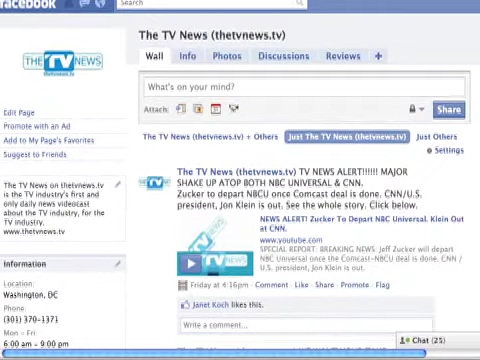 facebook
Search
The TV News (thetvnews.tv)
Wall Info Photos Discussions Reviews +
THE TV NEWS
thetvnews.tv
What's on your mind?
Attach:
Share
Edit Page
Promote with an Ad
Add to My Page's Favorites
Suggest to Friends
The TV News (thetvnews.tv) + Others Just The TV News (thetvnews.tv) Just Others
Settings
The TV News on thetvnews.tv
is the TV industry's first and
only daily news videocast
about the TV industry, for the
TV industry.
www.thetvnews.tv
THE TV NEWS
The TV News (thetvnews.tv) TV NEWS ALERT!!!!!! MAJOR
SHAKE UP ATOP BOTH NBC UNIVERSAL & CNN.
Zucker to depart NBCU once Comcast deal is done. CNN/U.S.
president, Jon Klein is out. See the whole story. Click below.
NEWS ALERT! Zucker To Depart NBC Universal. Klein Out
at CNN.
www.youtube.com
SPECIAL REPORT: BREAKING NEWS: Jeff Zucker will depart
NBC Universal once the Comcast-NBCU deal is done. CNN /
U.S. president, Jon Klein is out.
TV NEWS
Friday at 4:16pm · Comment · Like · Share · Promote · Flag
Janet Koch likes this.
Write a comment...
Information
Location:
Washington, DC
Phone:
(301) 370-1371
Mon - Fri:
6:00 am - 9:00 pm
Chat (25)